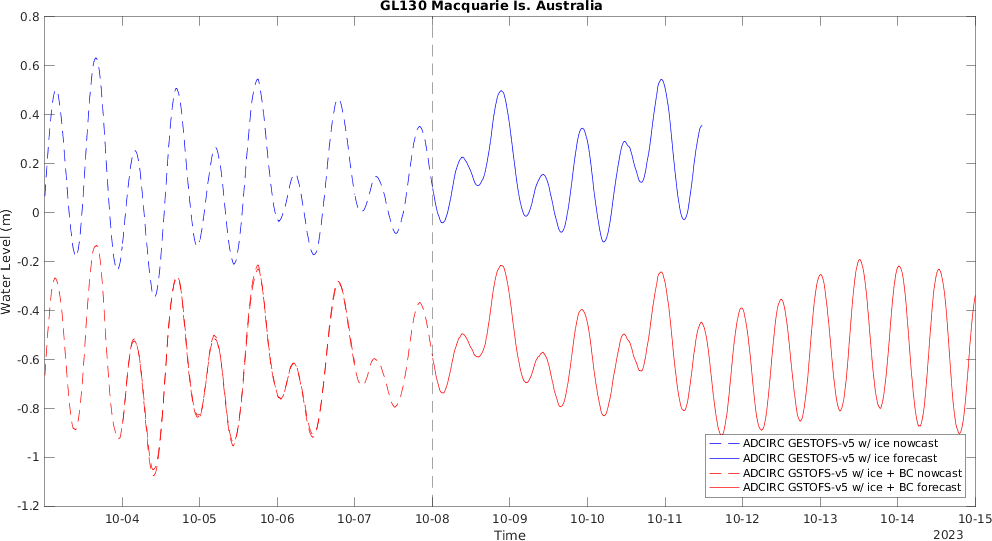 GL130 Macquarie Is. Australia
Water Level (m)
0.8
0.6
0.4
0.2
0
-0.2
-0.4
-0.6
-0.8
-1
-1.2
ADCIRC GESTOFS-v5 w/ ice nowcast
ADCIRC GESTOFS-v5 w/ ice forecast
ADCIRC GSTOFS-v5 w/ ice + BC nowcast
ADCIRC GSTOFS-v5 w/ ice + BC forecast
10-04 10-05 10-06 10-07 10-08 10-09 10-10 10-11 10-12 10-13 10-14 10-15
Time
2023